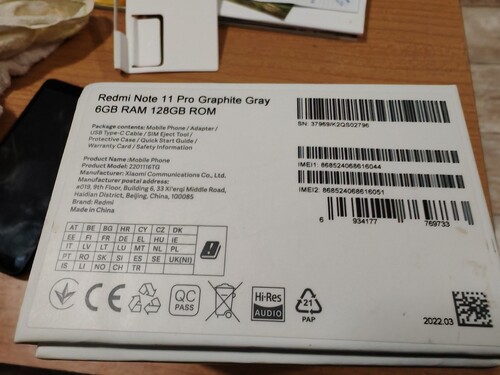 Redmi Note 11 Pro Graphite Gray
6GB RAM 128GB ROM
Package contents: Mobile Phone / Adapter /
USB Type-C Cable / SIM Eject Tool /
Protective Case / Quick Start Guide /
Warranty Card / Safety Information
Product Name :Mobile Phone
Product Model: 2201116TG
Manufacturer: Xiaomi Communications Co., Ltd.
#019, 9th Floor, Building 6, 33 Xi'erqi Middle Road,
Haidian District, Beijing, China, 100085
Brand: Redmi
Made in China
SN: 37969/K2QS02796
IMEI1: 868524068616044
IMEI2: 868524068616051
6 934177 769733
AT BE BG HR CY CZ DK
EE FI FR DE EL HU IE
IT LV LT LU MT NL PL
PT RO SK SI ES SE UK(NI)
IS LI NO CH TR
CE
QC
PASS
Hi-Res
AUDIO
21
PAP
2022.03